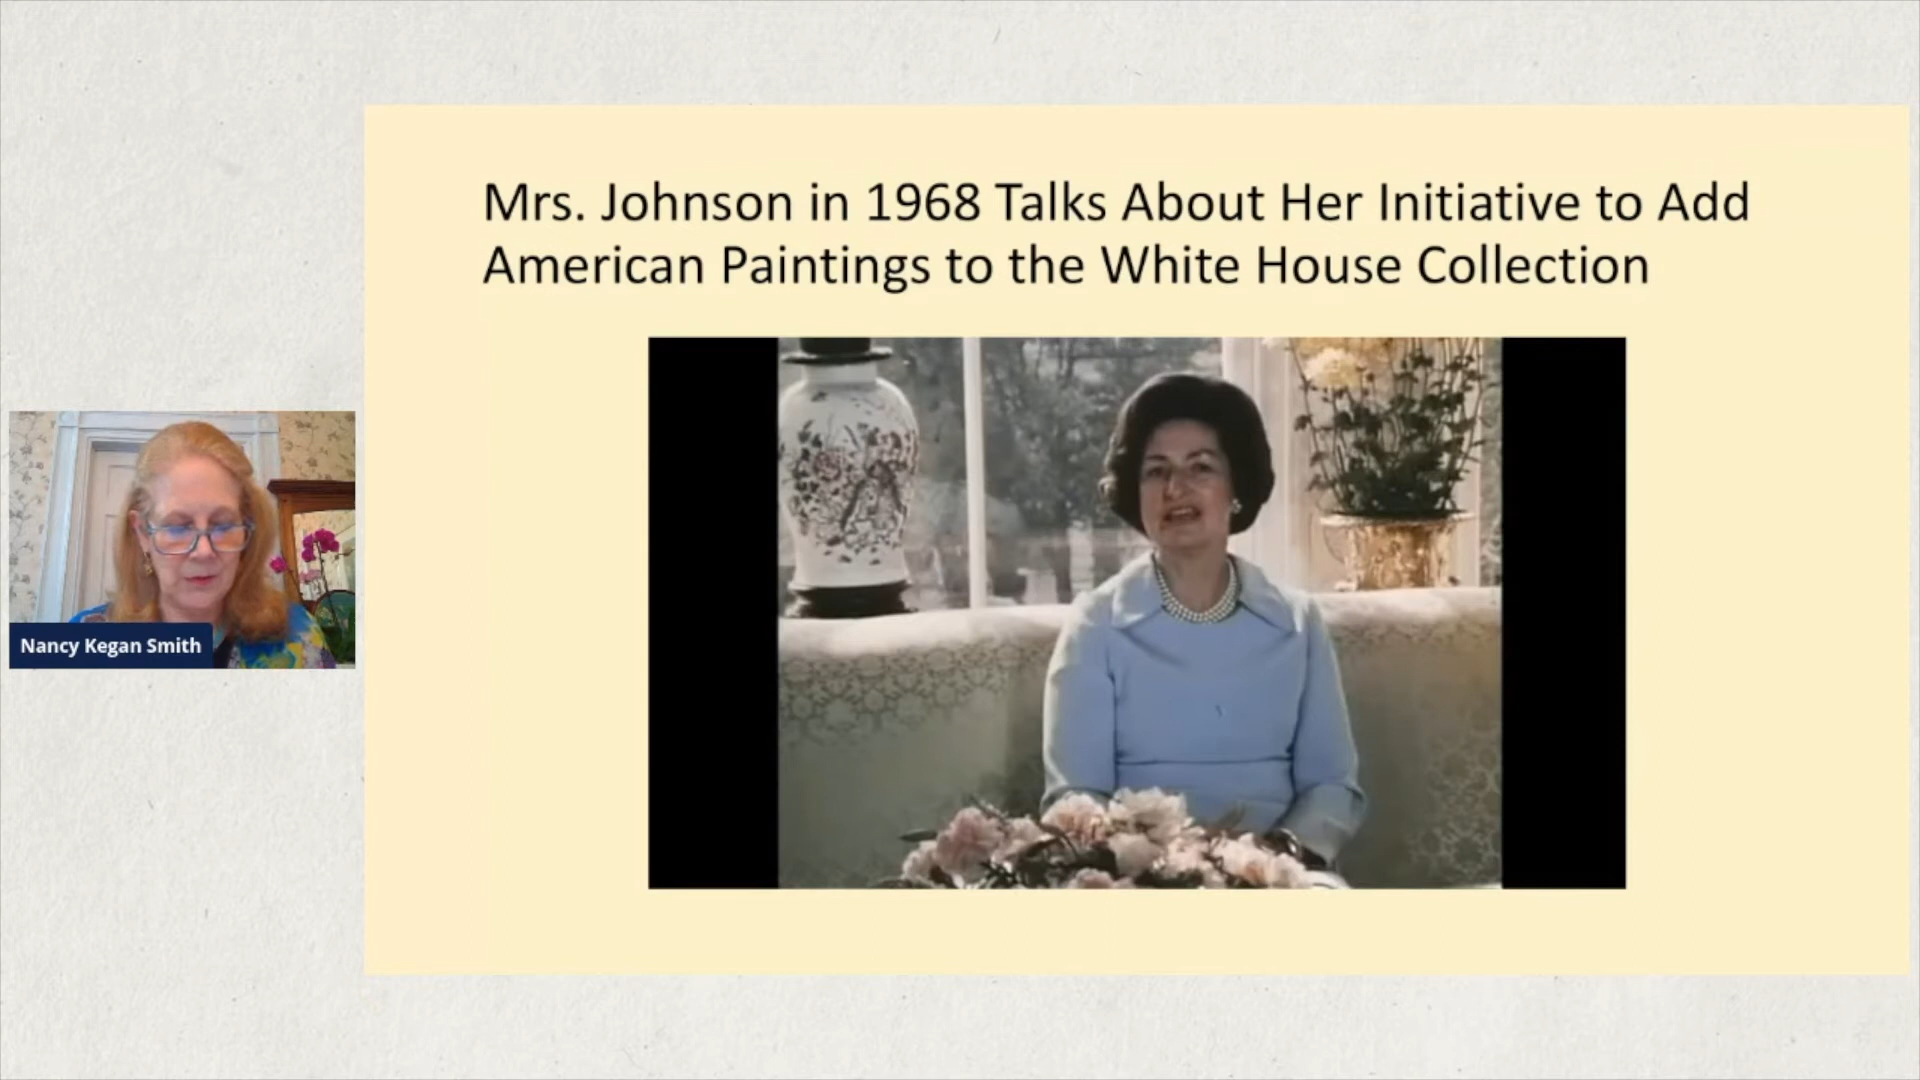 Mrs. Johnson in 1968 Talks About Her Initiative to Add
American Paintings to the White House Collection
Nancy Kegan Smith